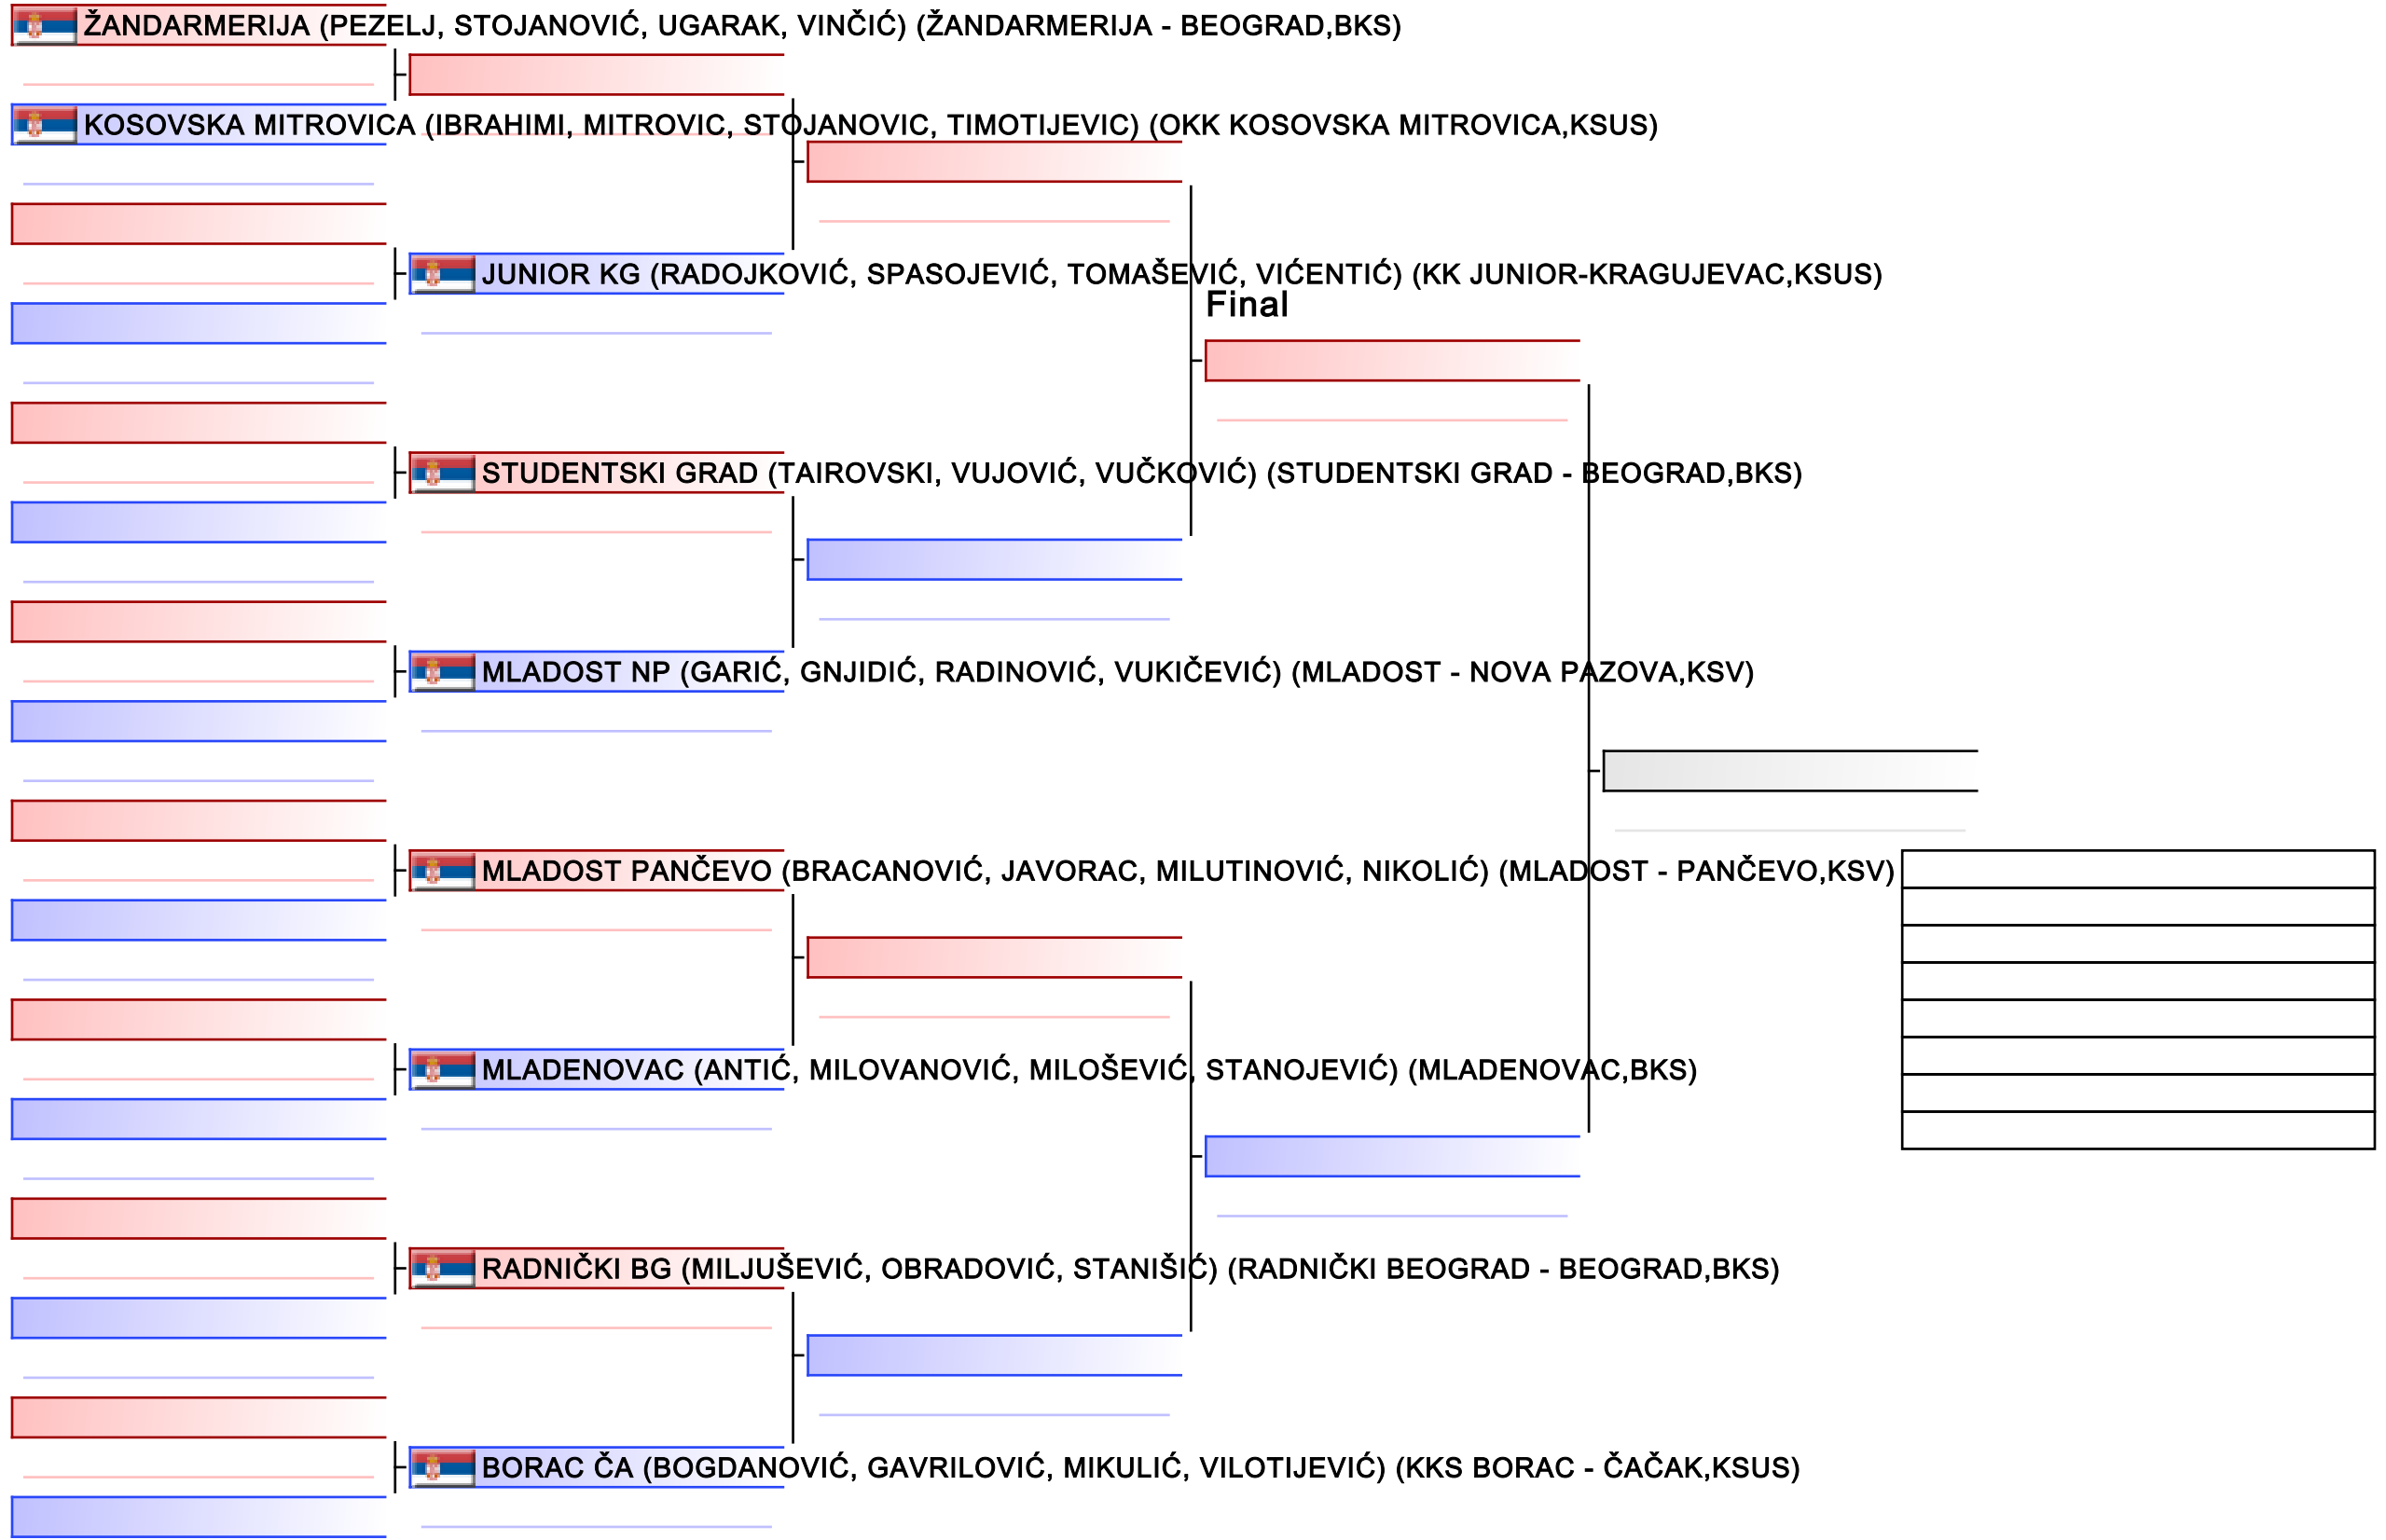 ŽANDARMERIJA (PEZELJ, STOJANOVIĆ, UGARAK, VINČIĆ) (ŽANDARMERIJA - BEOGRAD,BKS)
KOSOVSKA MITROVICA (IBRAHIMI, MITROVIC, STOJANOVIC, TIMOTIJEVIC) (OKK KOSOVSKA MITROVICA,KSUS)
JUNIOR KG (RADOJKOVIĆ, SPASOJEVIĆ, TOMAŠEVIĆ, VIĆENTIĆ) (KK JUNIOR-KRAGUJEVAC,KSUS)
Final
STUDENTSKI GRAD (TAIROVSKI, VUJOVIĆ, VUČKOVIĆ) (STUDENTSKI GRAD - BEOGRAD,BKS)
MLADOST NP (GARIĆ, GNJIDIĆ, RADINOVIĆ, VUKIČEVIĆ) (MLADOST - NOVA PAZOVA,KSV)
MLADOST PANČEVO (BRACANOVIĆ, JAVORAC, MILUTINOVIĆ, NIKOLIĆ) (MLADOST - PANČEVO,KSV)
MLADENOVAC (ANTIĆ, MILOVANOVIĆ, MILOŠEVIĆ, STANOJEVIĆ) (MLADENOVAC,BKS)
RADNIČKI BG (MILJUŠEVIĆ, OBRADOVIĆ, STANIŠIĆ) (RADNIČKI BEOGRAD - BEOGRAD,BKS)
BORAC ČA (BOGDANOVIĆ, GAVRILOVIĆ, MIKULIĆ, VILOTIJEVIĆ) (KKS BORAC - ČAČAK,KSUS)